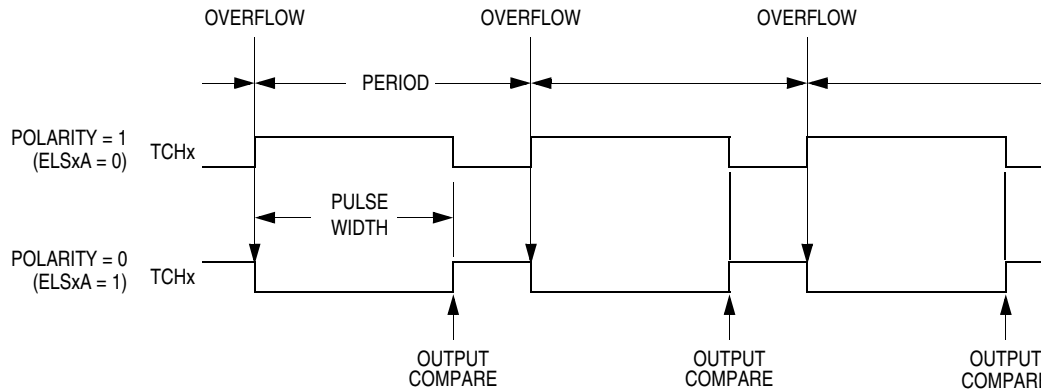 OVERFLOW OVERFLOW OVERFLOW
PERIOD
POLARITY = 1
(ELSxA = 0)
TCHx
PULSE
WIDTH
POLARITY = 0
(ELSxA = 1)
TCHx
OUTPUT
COMPARE
OUTPUT
COMPARE
OUTPUT
COMPARE